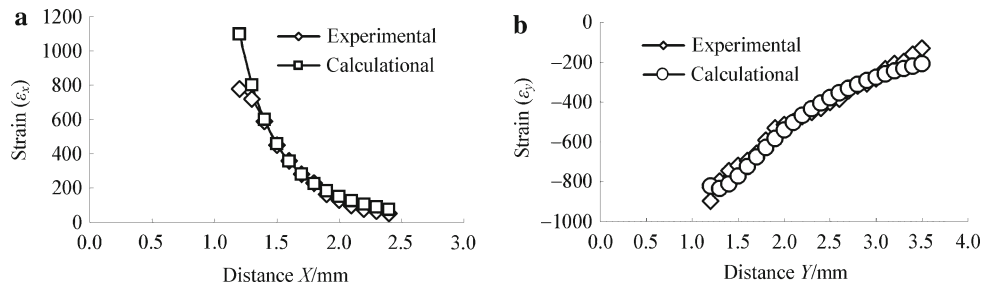 a
1200
1000
800
600
400
200
0
Strain (εx)
Experimental
Calculational
0.0 0.5 1.0 1.5 2.0 2.5 3.0
Distance X/mm
b
0
−200
−400
−600
−800
−1000
Strain (εy)
Experimental
Calculational
0.0 0.5 1.0 1.5 2.0 2.5 3.0 3.5 4.0
Distance Y/mm